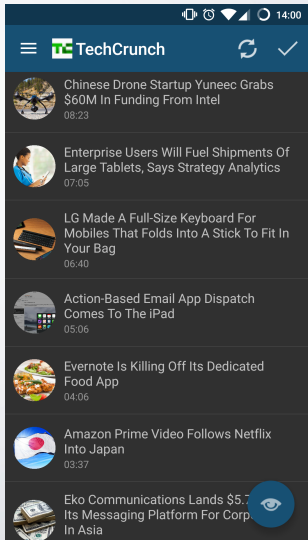 14:00
TC TechCrunch
Chinese Drone Startup Yuneec Grabs
$60M In Funding From Intel
08:23
Enterprise Users Will Fuel Shipments Of
Large Tablets, Says Strategy Analytics
07:05
LG Made A Full-Size Keyboard For
Mobiles That Folds Into A Stick To Fit In
Your Bag
06:40
Action-Based Email App Dispatch
Comes To The iPad
05:06
Evernote Is Killing Off Its Dedicated
Food App
04:06
Amazon Prime Video Follows Netflix
Into Japan
03:37
Eko Communications Lands $5.7
Its Messaging Platform For Corp
In Asia